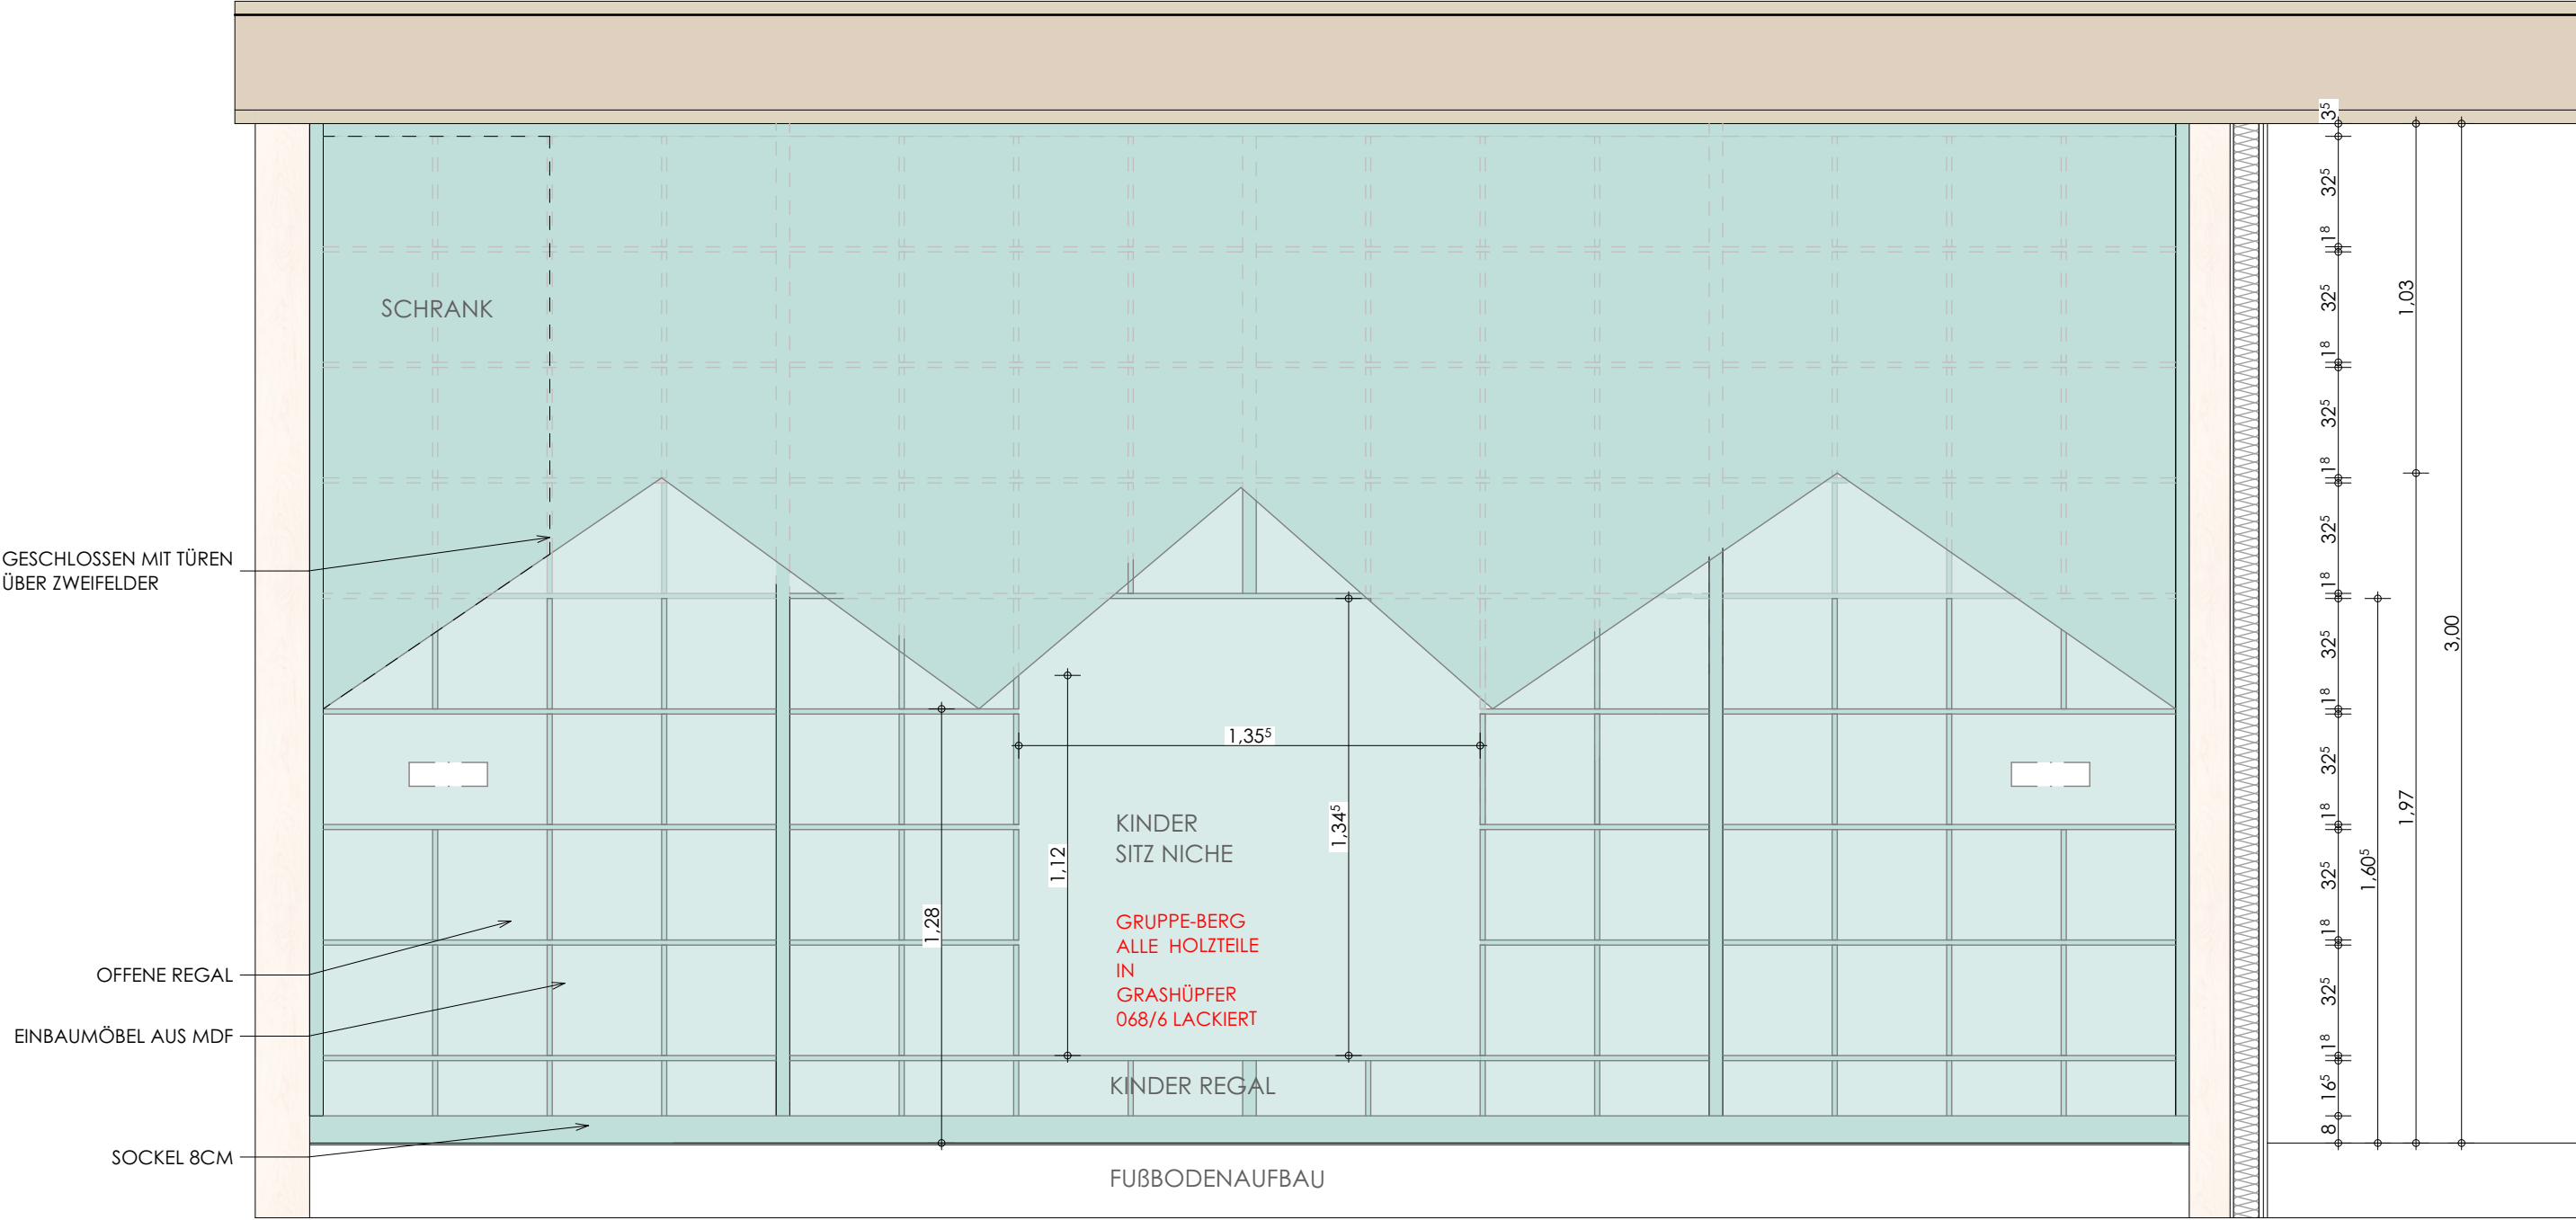 SCHRANK
GESCHLOSSEN MIT TÜREN
ÜBER ZWEIFELDER
OFFENE REGAL
EINBAUMÖBEL AUS MDF
SOCKEL 8CM
1,28
1,12
1,35⁵
1,34⁵
KINDER
SITZ NICHE
GRUPPE-BERG
ALLE HOLZTEILE
IN
GRASHÜPFER
068/6 LACKIERT
KINDER REGAL
FUßBODENAUFBAU
3⁵
32⁵
1⁸
32⁵
1⁸
32⁵
1⁸
32⁵
1⁸
32⁵
1⁸
32⁵
1⁸
32⁵
1⁸
32⁵
1⁸
16⁵
8
1,60⁵
1,03
1,97
3,00